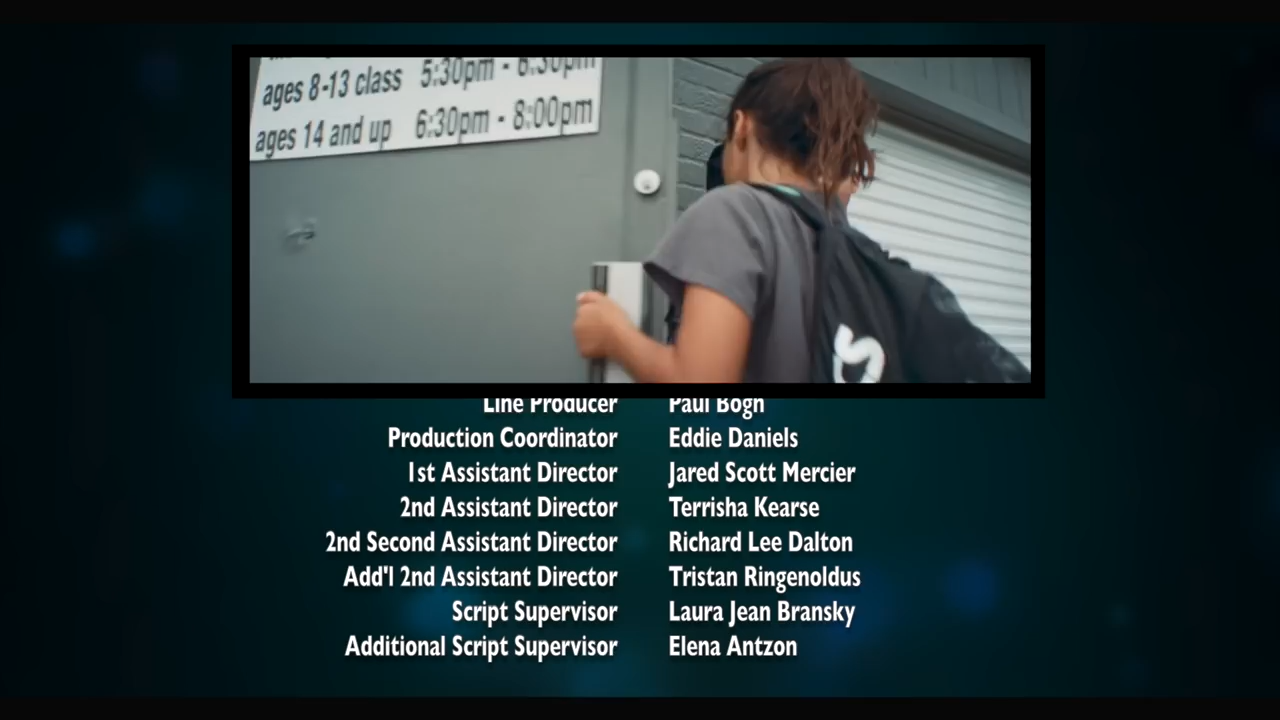 ages 8-13 class 5:30pm - 6:30pm
ages 14 and up 6:30pm - 8:00pm
Line Producer Paul Bogh
Production Coordinator Eddie Daniels
1st Assistant Director Jared Scott Mercier
2nd Assistant Director Terrisha Kearse
2nd Second Assistant Director Richard Lee Dalton
Add'l 2nd Assistant Director Tristan Ringenoldus
Script Supervisor Laura Jean Bransky
Additional Script Supervisor Elena Antzon